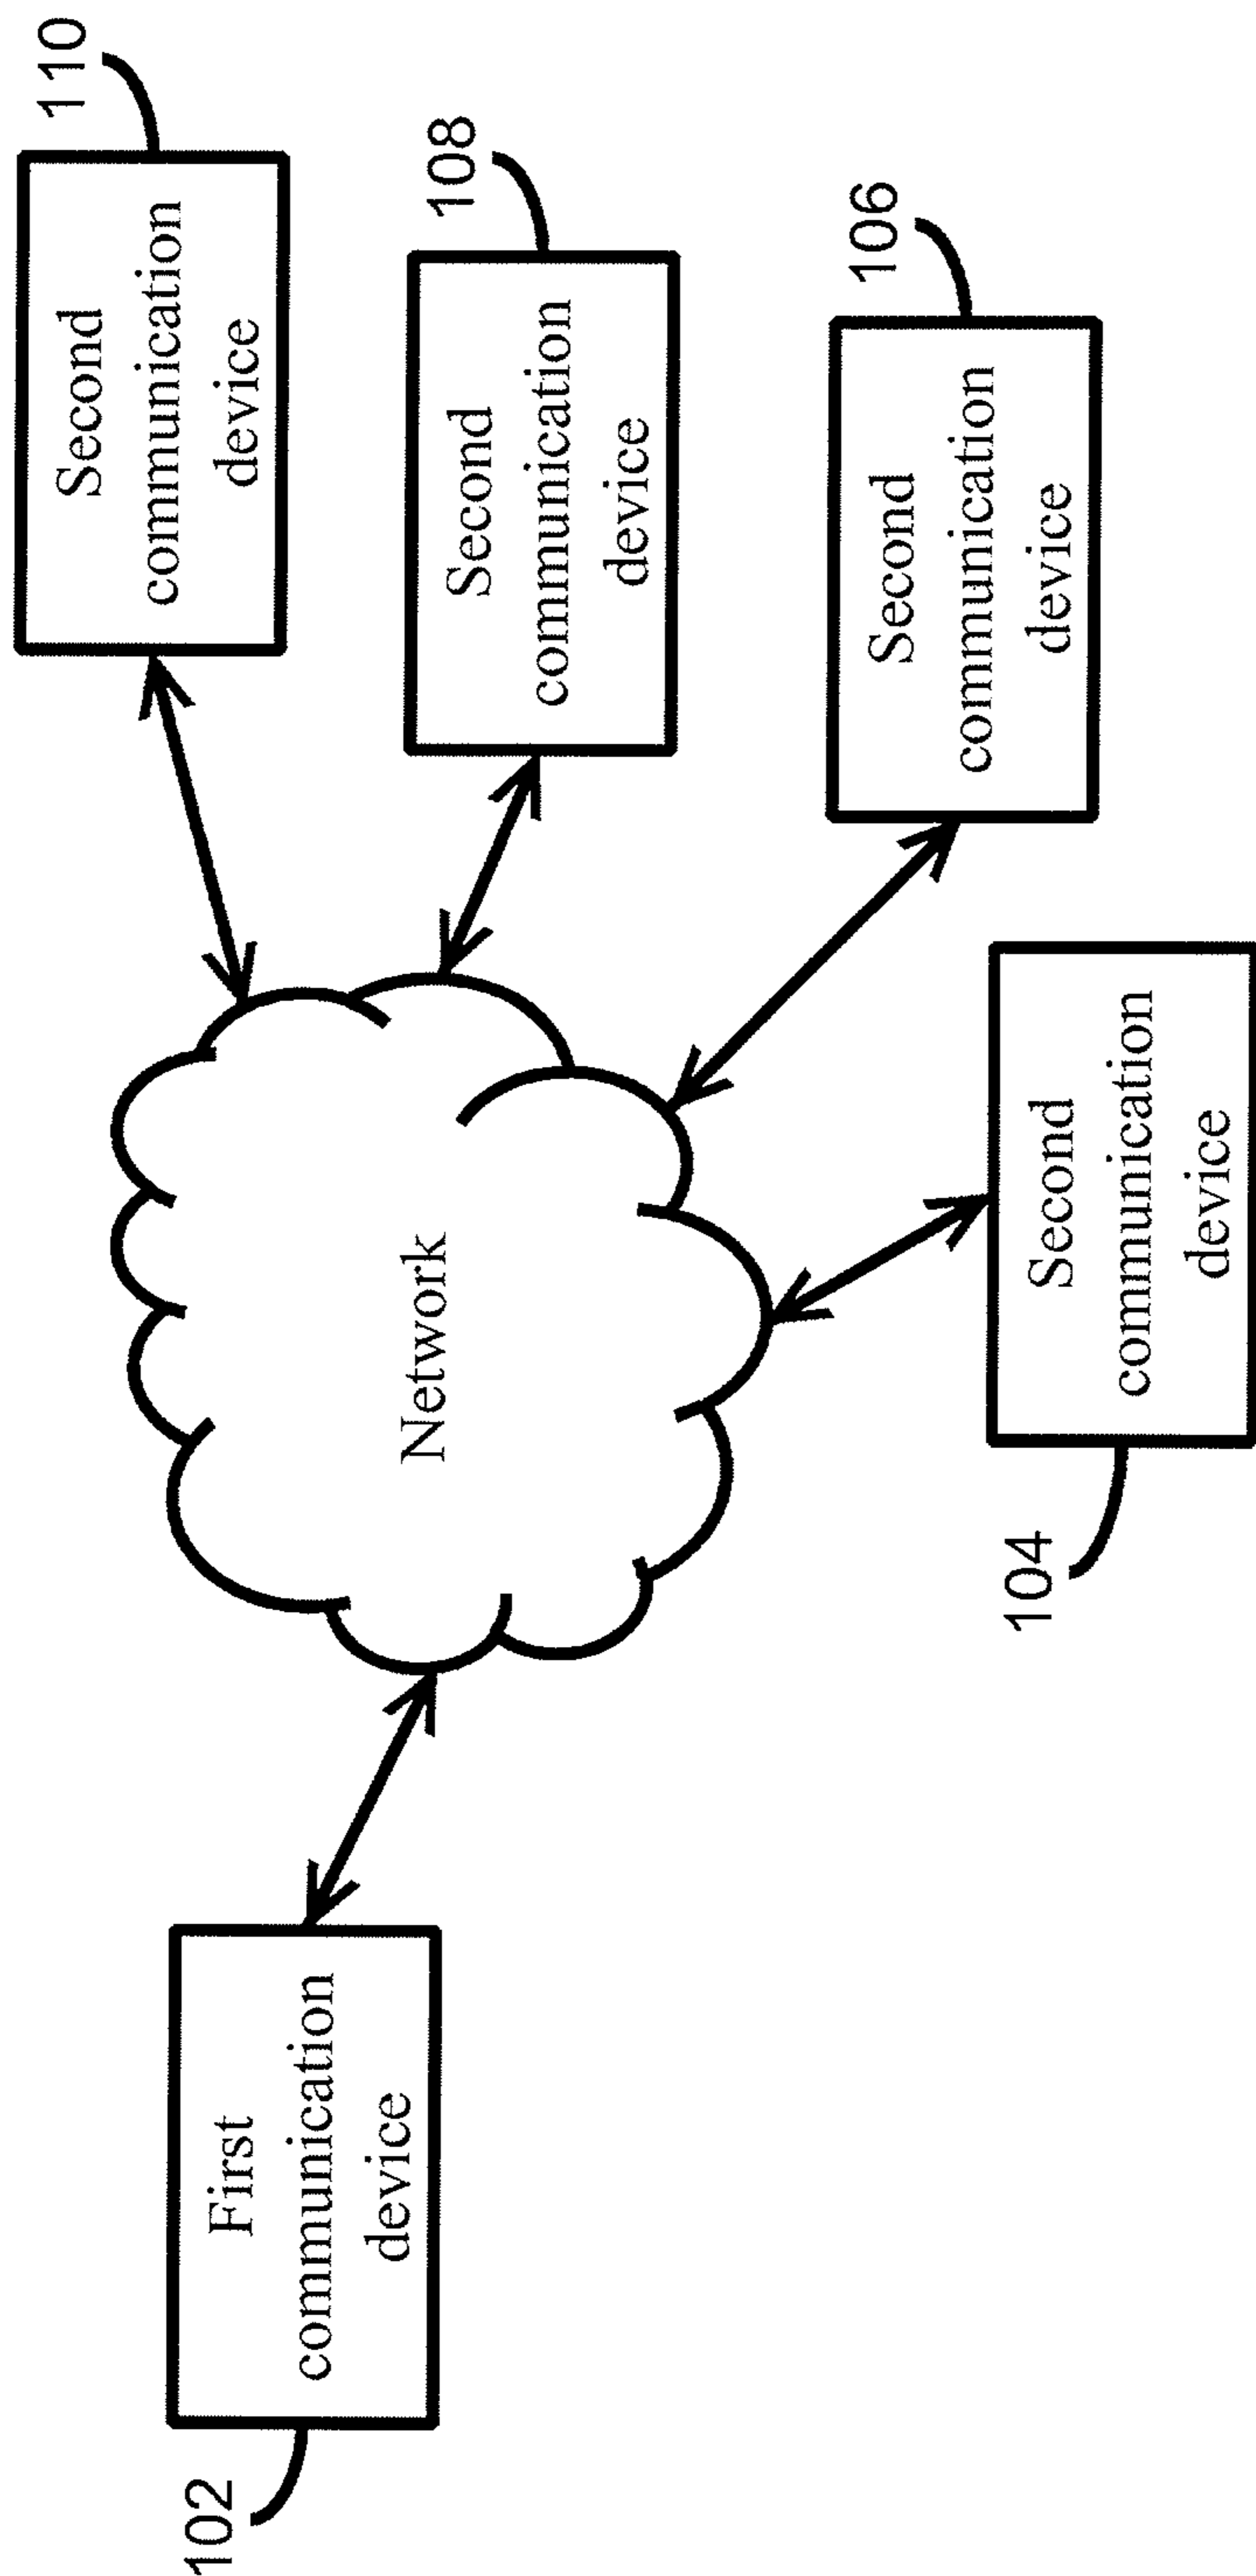 110
Second
communication
device
108
Second
communication
device
Network
106
Second
communication
device
First
communication
device
102
Second
communication
device
104